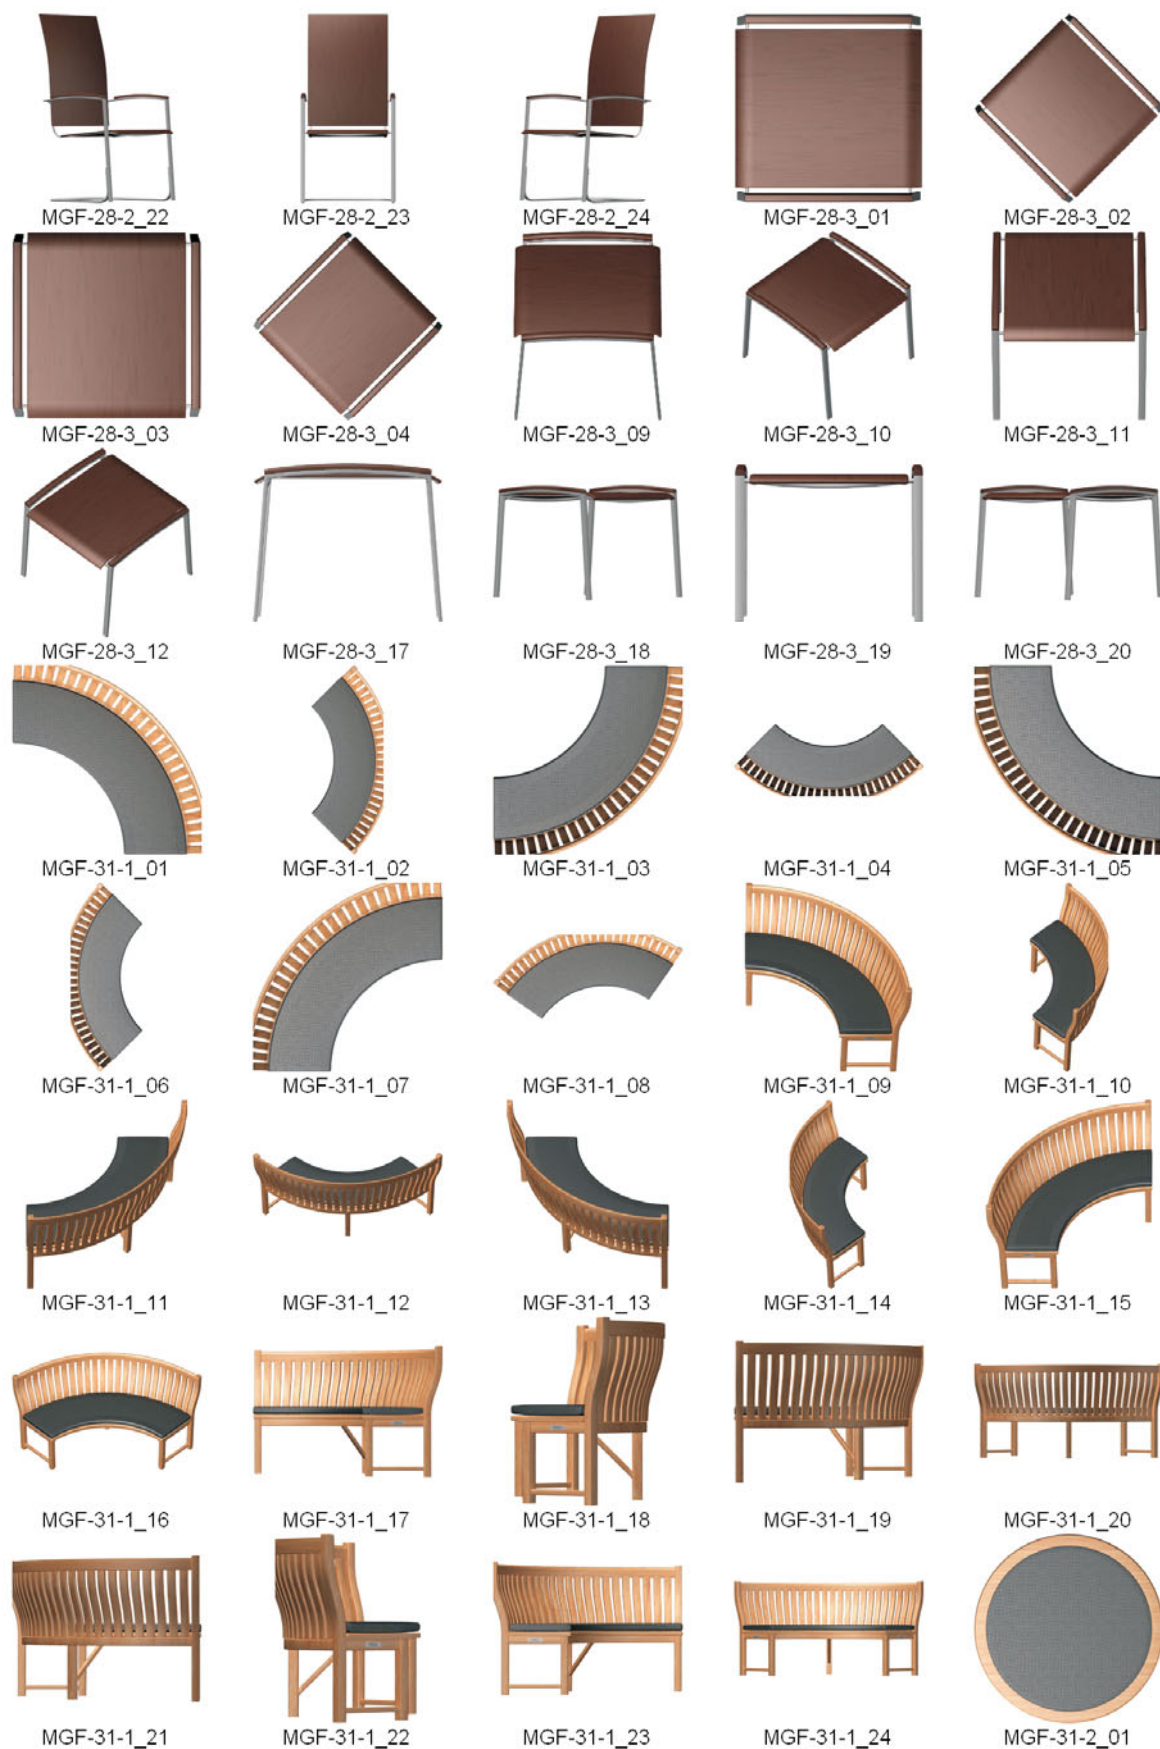 MGF-28-2_22 MGF-28-2_23 MGF-28-2_24 MGF-28-3_01 MGF-28-3_02
MGF-28-3_03 MGF-28-3_04 MGF-28-3_09 MGF-28-3_10 MGF-28-3_11
MGF-28-3_12 MGF-28-3_17 MGF-28-3_18 MGF-28-3_19 MGF-28-3_20
MGF-31-1_01 MGF-31-1_02 MGF-31-1_03 MGF-31-1_04 MGF-31-1_05
MGF-31-1_06 MGF-31-1_07 MGF-31-1_08 MGF-31-1_09 MGF-31-1_10
MGF-31-1_11 MGF-31-1_12 MGF-31-1_13 MGF-31-1_14 MGF-31-1_15
MGF-31-1_16 MGF-31-1_17 MGF-31-1_18 MGF-31-1_19 MGF-31-1_20
MGF-31-1_21 MGF-31-1_22 MGF-31-1_23 MGF-31-1_24 MGF-31-2_01